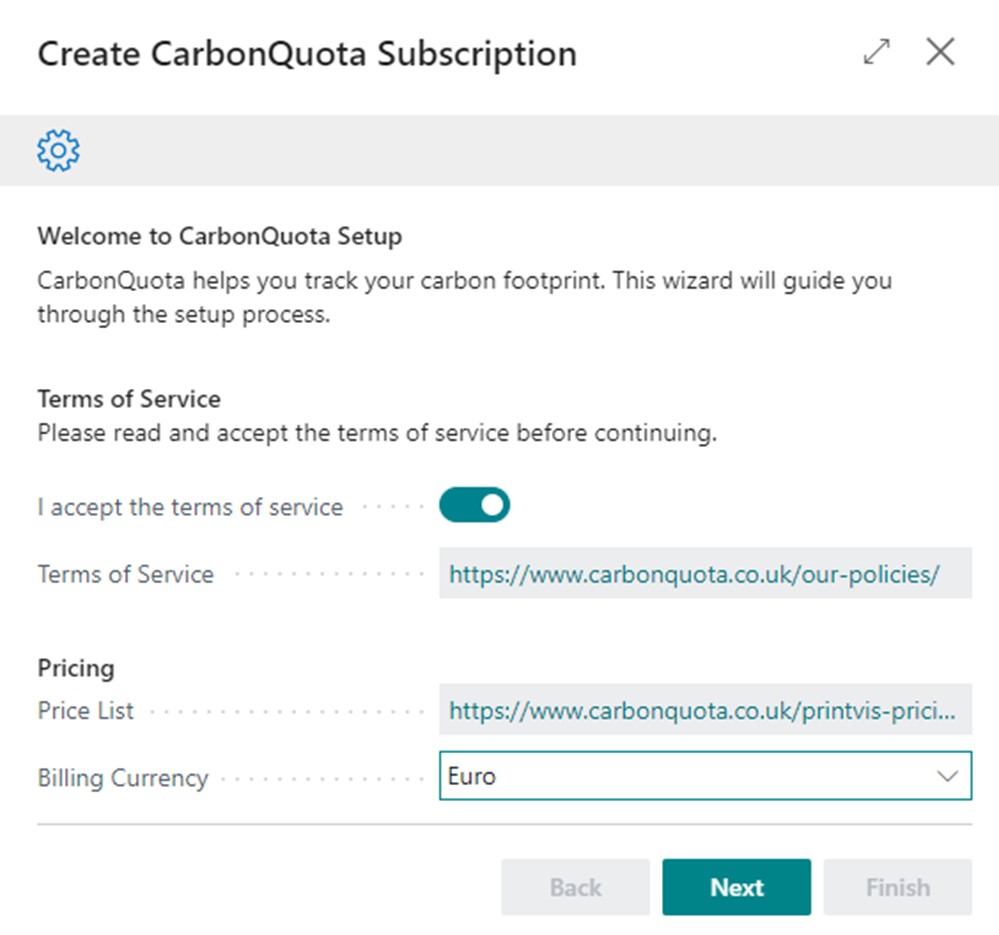 Create CarbonQuota Subscription
Welcome to CarbonQuota Setup
CarbonQuota helps you track your carbon footprint. This wizard will guide you
through the setup process.
Terms of Service
Please read and accept the terms of service before continuing.
I accept the terms of service
Terms of Service https://www.carbonquota.co.uk/our-policies/
Pricing
Price List https://www.carbonquota.co.uk/printvis-prici...
Billing Currency Euro
Back Next Finish